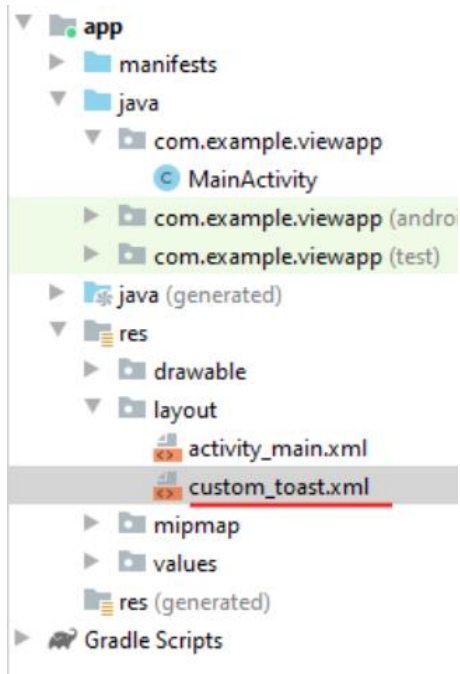 app
manifests
java
com.example.viewapp
C MainActivity
com.example.viewapp (androi
com.example.viewapp (test)
java (generated)
res
drawable
layout
<> activity_main.xml
<> custom_toast.xml
mipmap
values
res (generated)
Gradle Scripts